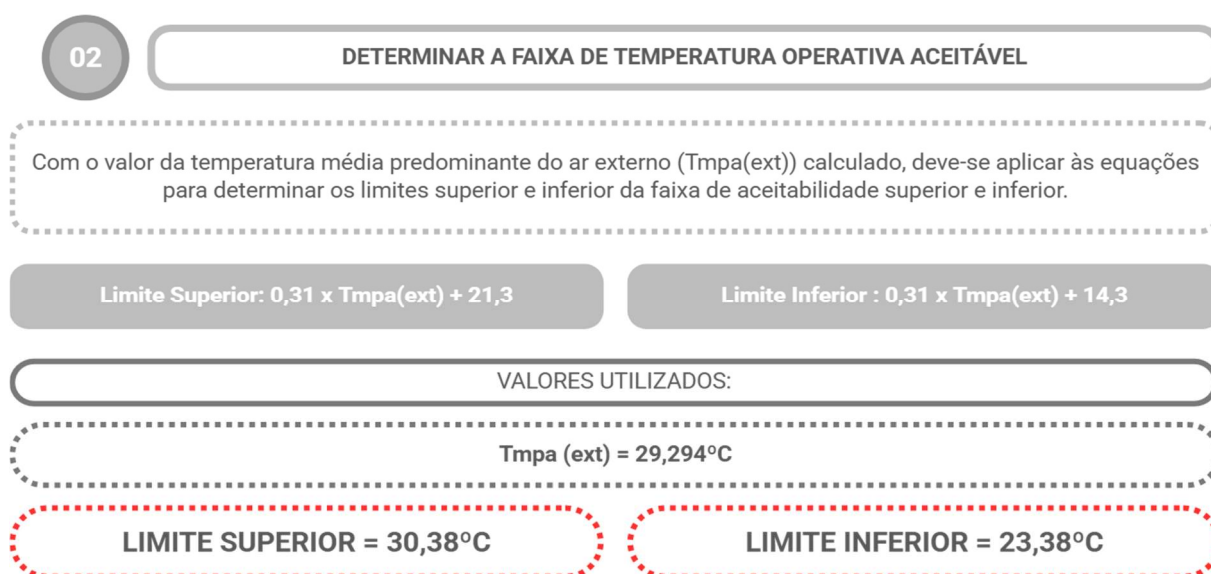 02
DETERMINAR A FAIXA DE TEMPERATURA OPERATIVA ACEITÁVEL
Com o valor da temperatura média predominante do ar externo (Tmpa(ext)) calculado, deve-se aplicar às equações
para determinar os limites superior e inferior da faixa de aceitabilidade superior e inferior.
Limite Superior: 0,31 x Tmpa(ext) + 21,3
Limite Inferior : 0,31 x Tmpa(ext) + 14,3
VALORES UTILIZADOS:
Tmpa (ext) = 29,294ºC
LIMITE SUPERIOR = 30,38ºC
LIMITE INFERIOR = 23,38ºC